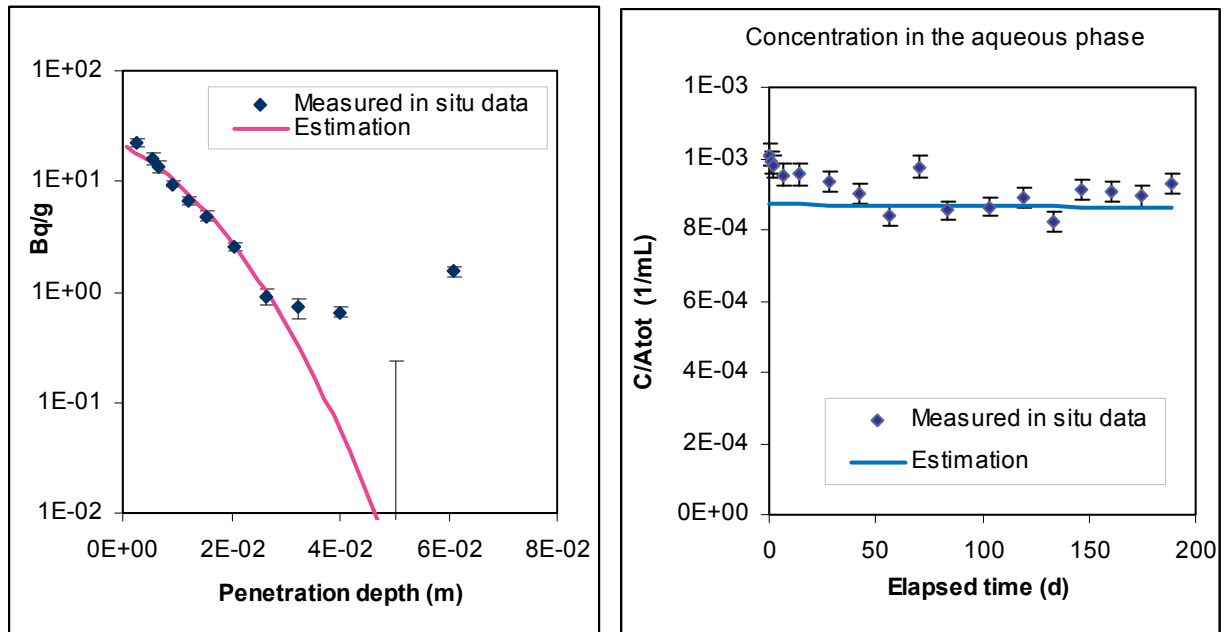 1E+02
1E+01
1E+00
1E-01
1E-02
Bq/g
Measured in situ data
Estimation
0E+00 2E-02 4E-02 6E-02 8E-02
Penetration depth (m)
Concentration in the aqueous phase
1E-03
1E-03
8E-04
6E-04
4E-04
2E-04
0E+00
C/Atot (1/mL)
Measured in situ data
Estimation
0 50 100 150 200
Elapsed time (d)